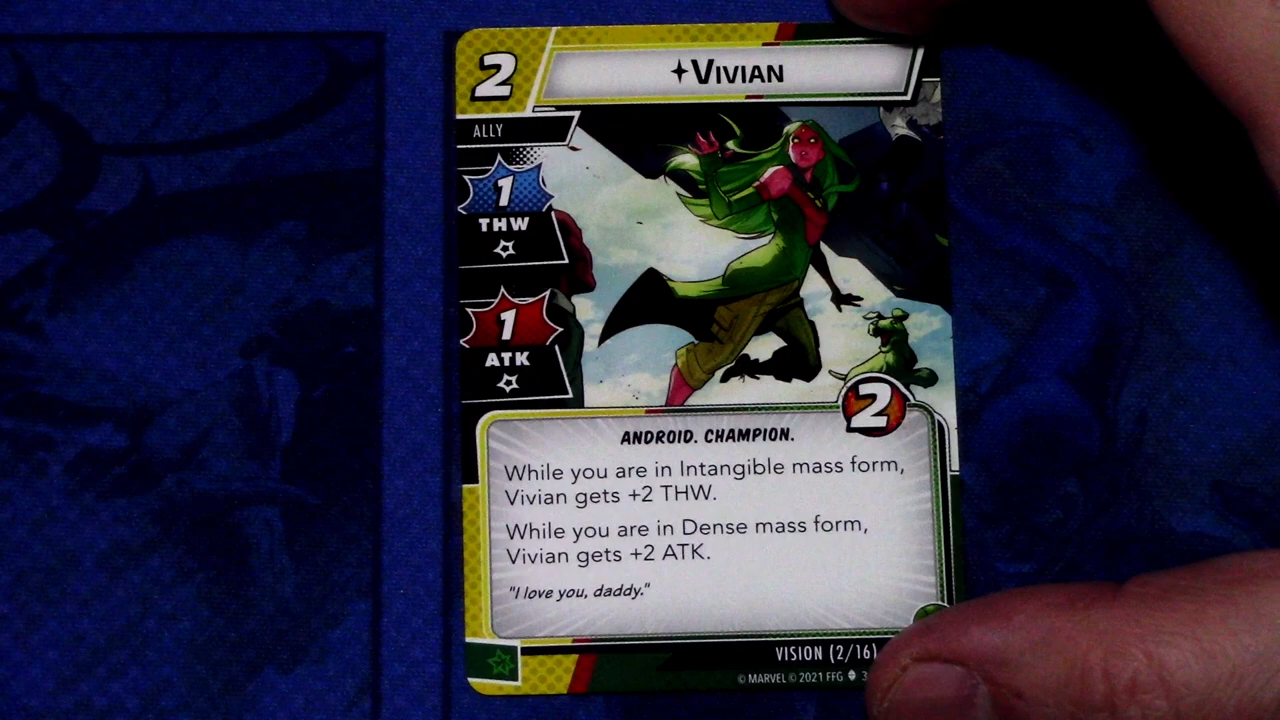 2
VIVIAN
ALLY
1
THW
1
ATK
2
ANDROID. CHAMPION.
While you are in Intangible mass form,
Vivian gets +2 THW.
While you are in Dense mass form,
Vivian gets +2 ATK.
"I love you, daddy."
VISION (2/16)
© MARVEL © 2021 FFG